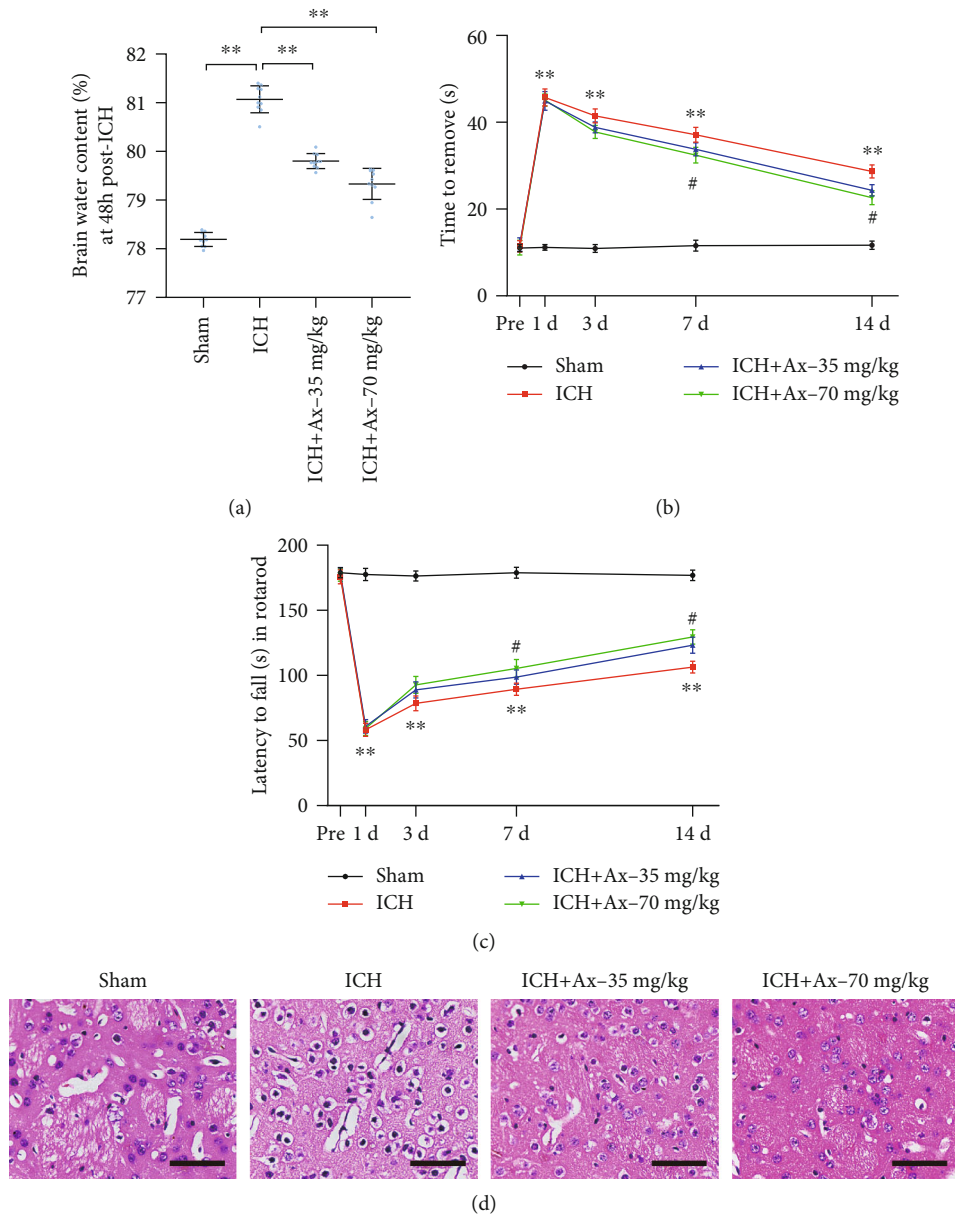 **
**
**
82
81
80
79
78
77
Brain water content (%)
at 48h post-ICH
Sham
ICH
ICH+Ax–35 mg/kg
ICH+Ax–70 mg/kg
(a)
60
40
20
0
Time to remove (s)
**
**
**
**
#
#
Pre 1 d 3 d 7 d 14 d
Sham
ICH
ICH+Ax–35 mg/kg
ICH+Ax–70 mg/kg
(b)
200
150
100
50
0
Latency to fall (s) in rotarod
#
#
**
**
**
**
Pre 1 d 3 d 7 d 14 d
Sham
ICH
ICH+Ax–35 mg/kg
ICH+Ax–70 mg/kg
(c)
Sham ICH ICH+Ax–35 mg/kg ICH+Ax–70 mg/kg
(d)